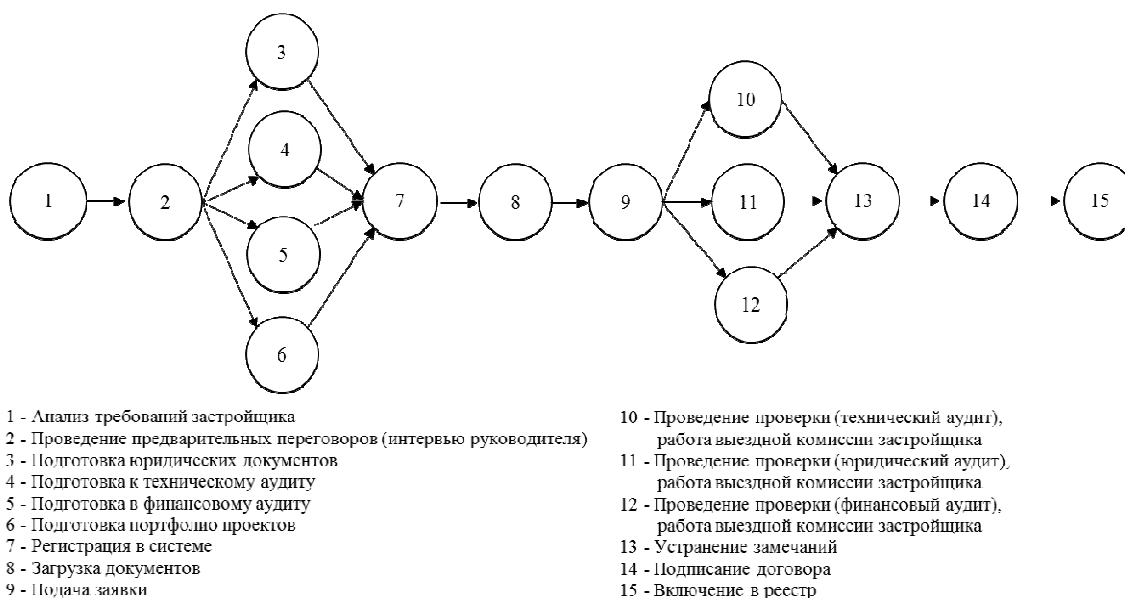 3
10
4
1
2
7
8
9
11
13
14
15
5
12
6
1 - Анализ требований застройщика
2 - Проведение предварительных переговоров (интервью руководителя)
3 - Подготовка юридических документов
4 - Подготовка к техническому аудиту
5 - Подготовка в финансовому аудиту
6 - Подготовка портфолио проектов
7 - Регистрация в системе
8 - Загрузка документов
9 - Подача заявки
10 - Проведение проверки (технический аудит),
работа выездной комиссии застройщика
11 - Проведение проверки (юридический аудит),
работа выездной комиссии застройщика
12 - Проведение проверки (финансовый аудит),
работа выездной комиссии застройщика
13 - Устранение замечаний
14 - Подписание договора
15 - Включение в реестр